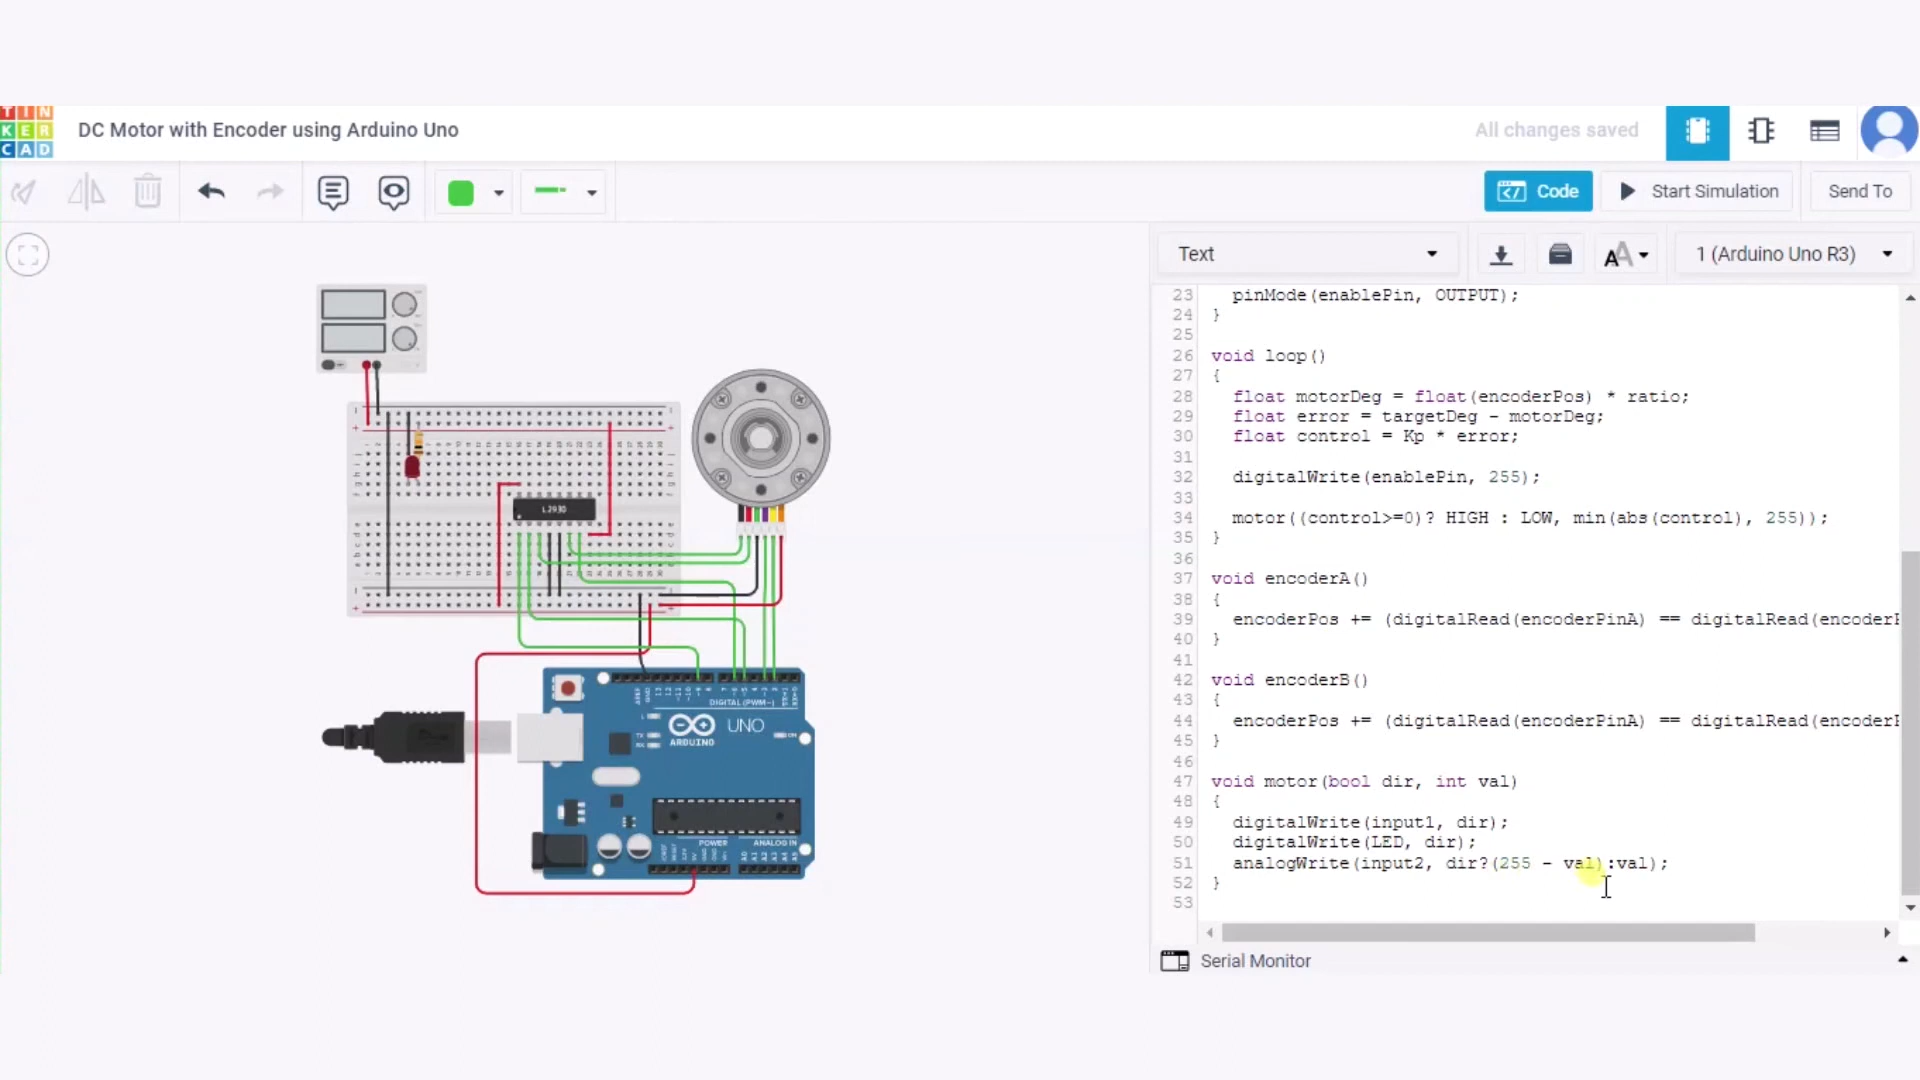 TIN
KER
CAD
DC Motor with Encoder using Arduino Uno
All changes saved
Code
Start Simulation
Send To
Text
1 (Arduino Uno R3)
23 pinMode(enablePin, OUTPUT);
24 }
25
26 void loop()
27 {
28 float motorDeg = float(encoderPos) * ratio;
29 float error = targetDeg - motorDeg;
30 float control = Kp * error;
31
32 digitalWrite(enablePin, 255);
33
34 motor((control>=0)? HIGH : LOW, min(abs(control), 255));
35 }
36
37 void encoderA()
38 {
39 encoderPos += (digitalRead(encoderPinA) == digitalRead(encoderP
40 }
41
42 void encoderB()
43 {
44 encoderPos += (digitalRead(encoderPinA) == digitalRead(encoderP
45 }
46
47 void motor(bool dir, int val)
48 {
49 digitalWrite(input1, dir);
50 digitalWrite(LED, dir);
51 analogWrite(input2, dir?(255 - val):val);
52 }
53
Serial Monitor
L293D
DIGITAL (PWM~)
UNO
ARDUINO
TX
RX
L
ON
POWER
ANALOG IN